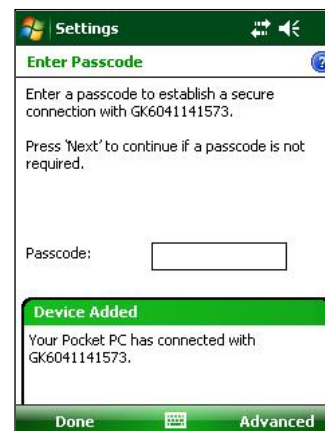 Settings
Enter Passcode
?
Enter a passcode to establish a secure
connection with GK6041141573.
Press 'Next' to continue if a passcode is not
required.
Passcode:
Device Added
Your Pocket PC has connected with
GK6041141573.
Done Advanced